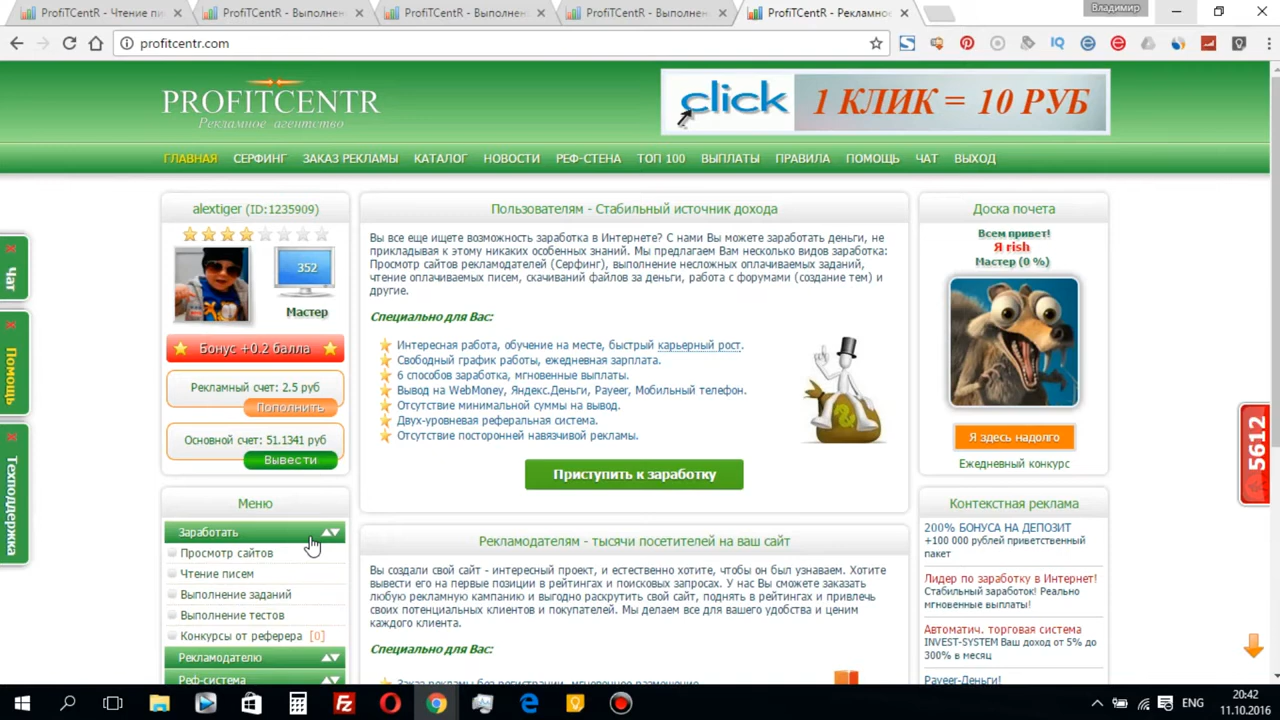 ProfiTCentR - Чтение пи
ProfiTCentR - Выполнен
ProfiTCentR - Выполнен
ProfiTCentR - Выполнен
ProfiTCentR - Рекламно
Владимир
profitcentr.com
PROFITCENTR
Рекламное агентство
click
1 КЛИК = 10 РУБ
ГЛАВНАЯ СЕРФИНГ ЗАКАЗ РЕКЛАМЫ КАТАЛОГ НОВОСТИ РЕФ-СТЕНА ТОП 100 ВЫПЛАТЫ ПРАВИЛА ПОМОЩЬ ЧАТ ВЫХОД
Чат
Помощь
Техподдержка
alextiger (ID:1235909)
352
Мастер
Бонус +0.2 балла
Рекламный счет: 2.5 руб
Пополнить
Основной счет: 51.1341 руб
Вывести
Меню
Заработать
Просмотр сайтов
Чтение писем
Выполнение заданий
Выполнение тестов
Конкурсы от реферера [0]
Рекламодателю
Реф-система
Пользователям - Стабильный источник дохода
Вы все еще ищете возможность заработка в Интернете? С нами Вы можете заработать деньги, не
прикладывая к этому никаких особенных знаний. Мы предлагаем Вам несколько видов заработка:
Просмотр сайтов рекламодателей (Серфинг), выполнение несложных оплачиваемых заданий,
чтение оплачиваемых писем, скачиваний файлов за деньги, работа с форумами (создание тем) и
другие.
Специально для Вас:
Интересная работа, обучение на месте, быстрый карьерный рост.
Свободный график работы, ежедневная зарплата.
6 способов заработка, мгновенные выплаты.
Вывод на WebMoney, Яндекс.Деньги, Payeer, Мобильный телефон.
Отсутствие минимальной суммы на вывод.
Двух-уровневая реферальная система.
Отсутствие посторонней навязчивой рекламы.
Приступить к заработку
Рекламодателям - тысячи посетителей на ваш сайт
Вы создали свой сайт - интересный проект, и естественно хотите, чтобы он был узнаваем. Хотите
вывести его на первые позиции в рейтингах и поисковых запросах. У нас Вы сможете заказать
любую рекламную кампанию и выгодно раскрутить свой сайт, поднять в рейтингах и привлечь
своих потенциальных клиентов и покупателей. Мы делаем все для вашего удобства и ценим
каждого клиента.
Специально для Вас:
Заказ рекламы без регистрации, мгновенное размещение
Доска почета
Всем привет!
Я rish
Мастер (0 %)
Я здесь надолго
Ежедневный конкурс
Контекстная реклама
200% БОНУСА НА ДЕПОЗИТ
+100 000 рублей приветственный
пакет
Лидер по заработку в Интернет!
Стабильный заработок! Реально
мгновенные выплаты!
Автоматич. торговая система
INVEST-SYSTEM Ваш доход от 5% до
300% в месяц
Payeer-Деньги!
5612
ENG
20:42
11.10.2016